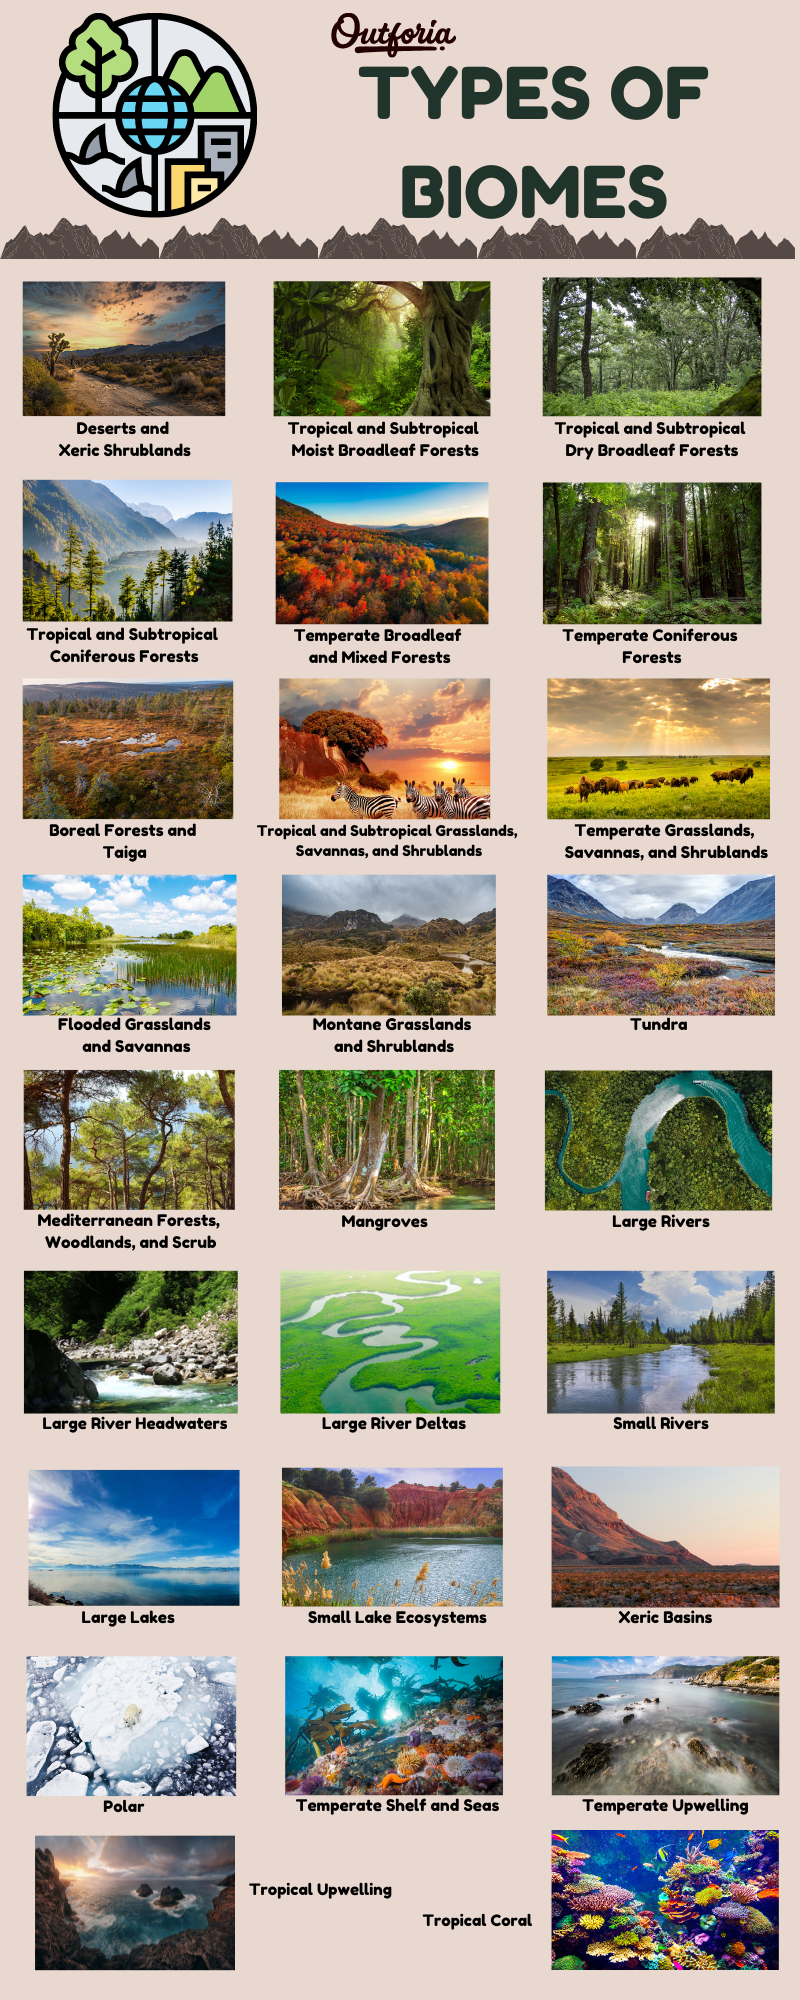 Outforia
TYPES OF
BIOMES
Deserts and
Xeric Shrublands
Tropical and Subtropical
Moist Broadleaf Forests
Tropical and Subtropical
Dry Broadleaf Forests
Tropical and Subtropical
Coniferous Forests
Temperate Broadleaf
and Mixed Forests
Temperate Coniferous
Forests
Boreal Forests and
Taiga
Tropical and Subtropical Grasslands,
Savannas, and Shrublands
Temperate Grasslands,
Savannas, and Shrublands
Flooded Grasslands
and Savannas
Montane Grasslands
and Shrublands
Tundra
Mediterranean Forests,
Woodlands, and Scrub
Mangroves
Large Rivers
Large River Headwaters
Large River Deltas
Small Rivers
Large Lakes
Small Lake Ecosystems
Xeric Basins
Polar
Temperate Shelf and Seas
Temperate Upwelling
Tropical Upwelling
Tropical Coral